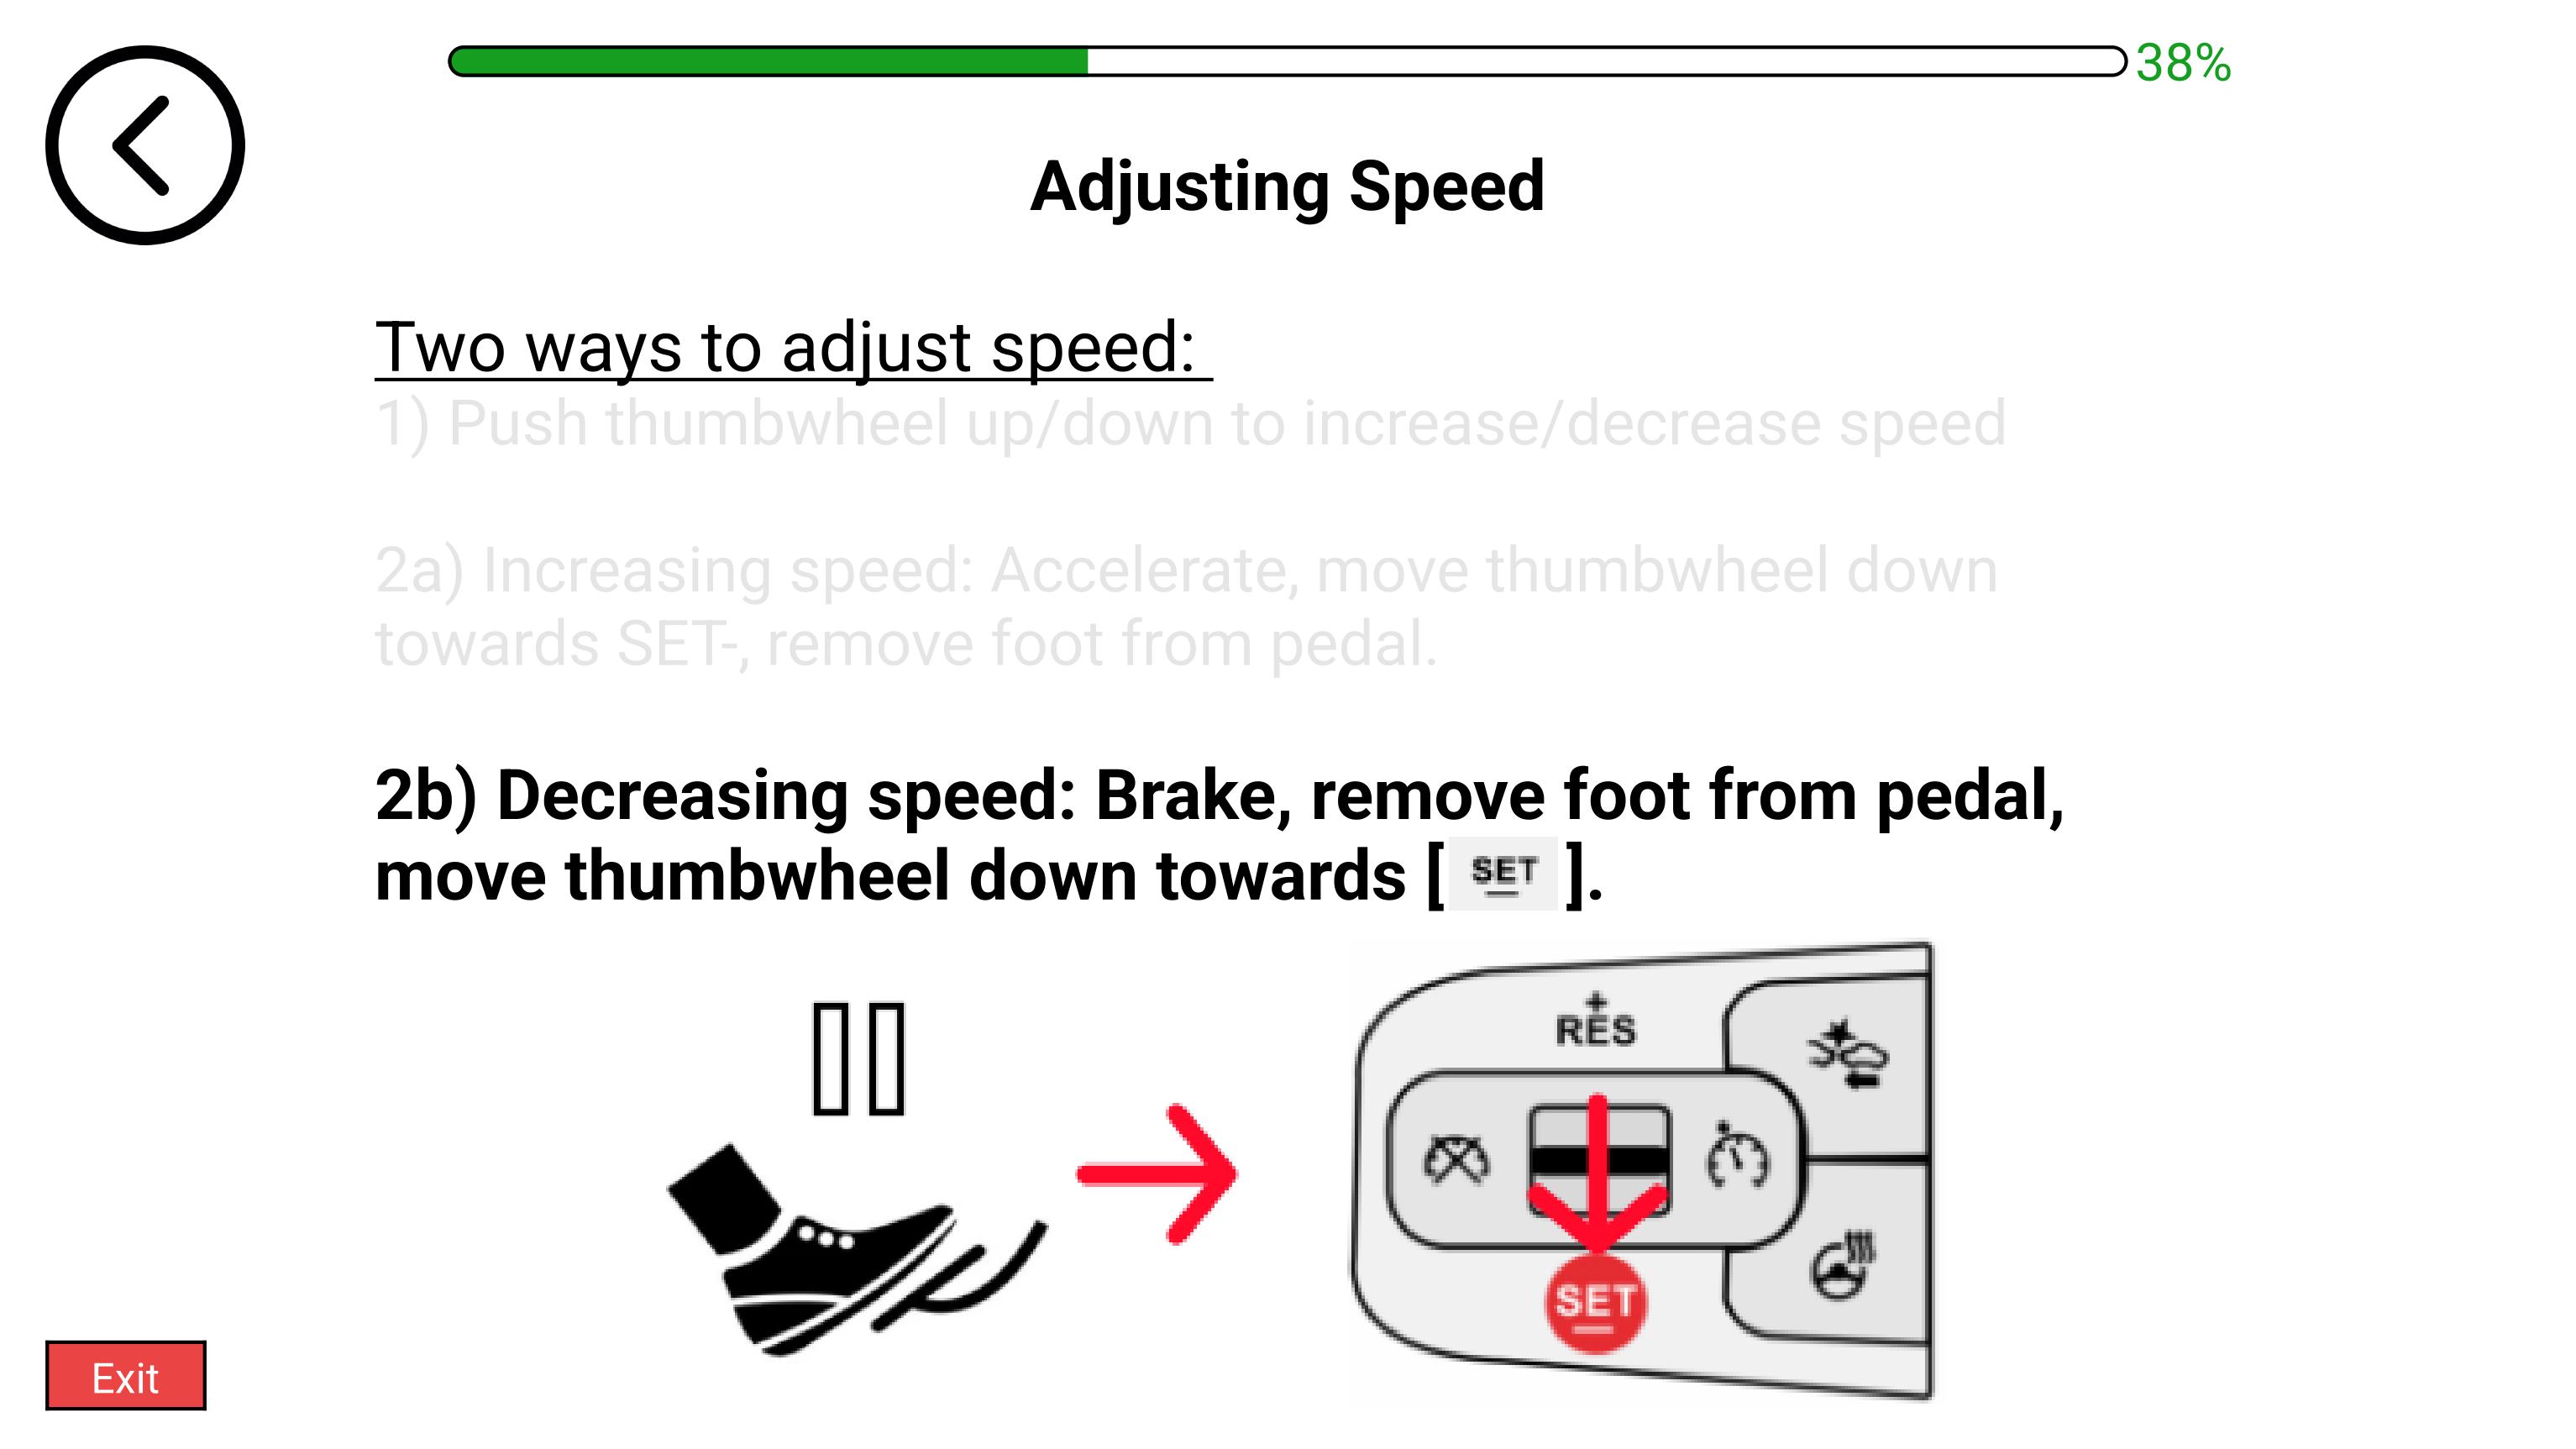 38%
Adjusting Speed
Two ways to adjust speed:
1) Push thumbwheel up/down to increase/decrease speed
2a) Increasing speed: Accelerate, move thumbwheel down
towards SET-, remove foot from pedal.
2b) Decreasing speed: Brake, remove foot from pedal,
move thumbwheel down towards [ SET ].
+
RES
SET
Exit